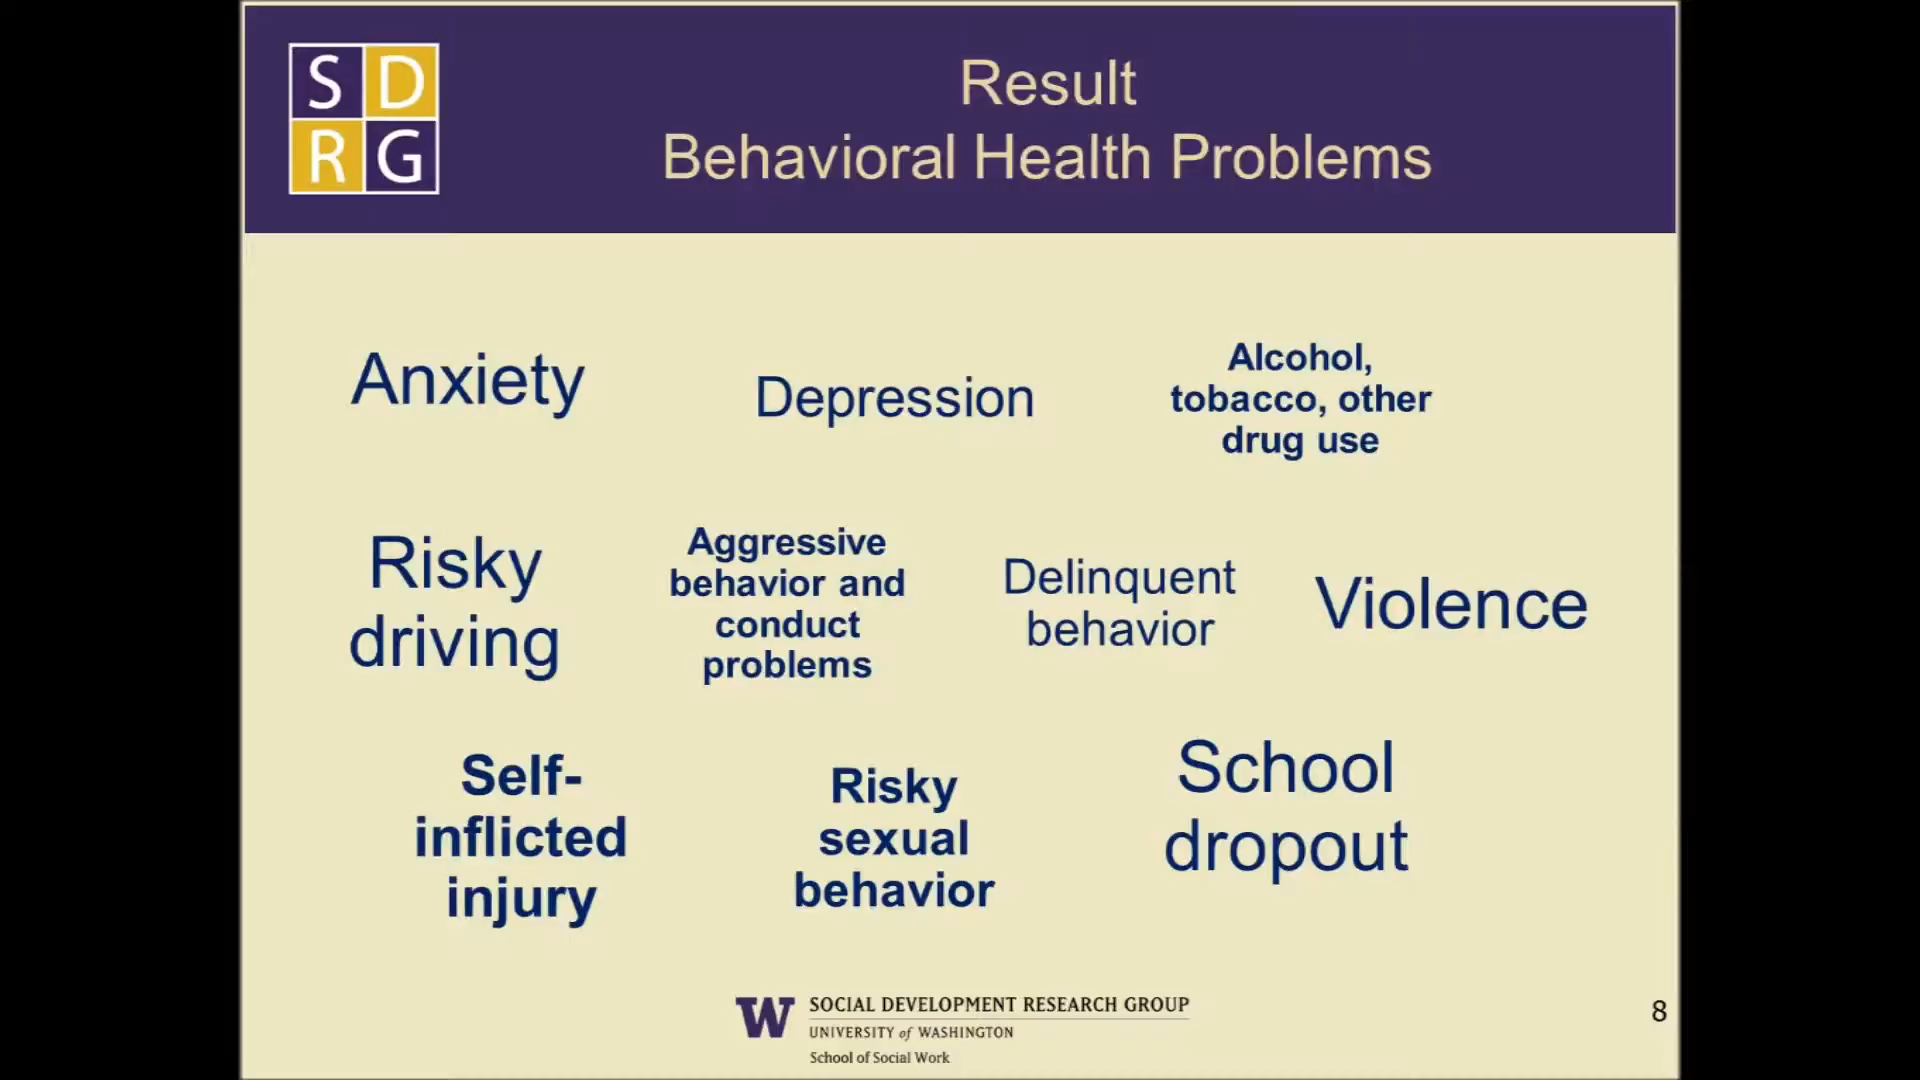 SD
RG
Result
Behavioral Health Problems
Anxiety
Depression
Alcohol,
tobacco, other
drug use
Risky
driving
Aggressive
behavior and
conduct
problems
Delinquent
behavior
Violence
Self-
inflicted
injury
Risky
sexual
behavior
School
dropout
W
SOCIAL DEVELOPMENT RESEARCH GROUP
UNIVERSITY of WASHINGTON
School of Social Work
8